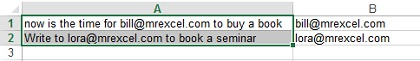 A B
1 now is the time for bill@mrexcel.com to buy a book bill@mrexcel.com
2 Write to lora@mrexcel.com to book a seminar lora@mrexcel.com
3